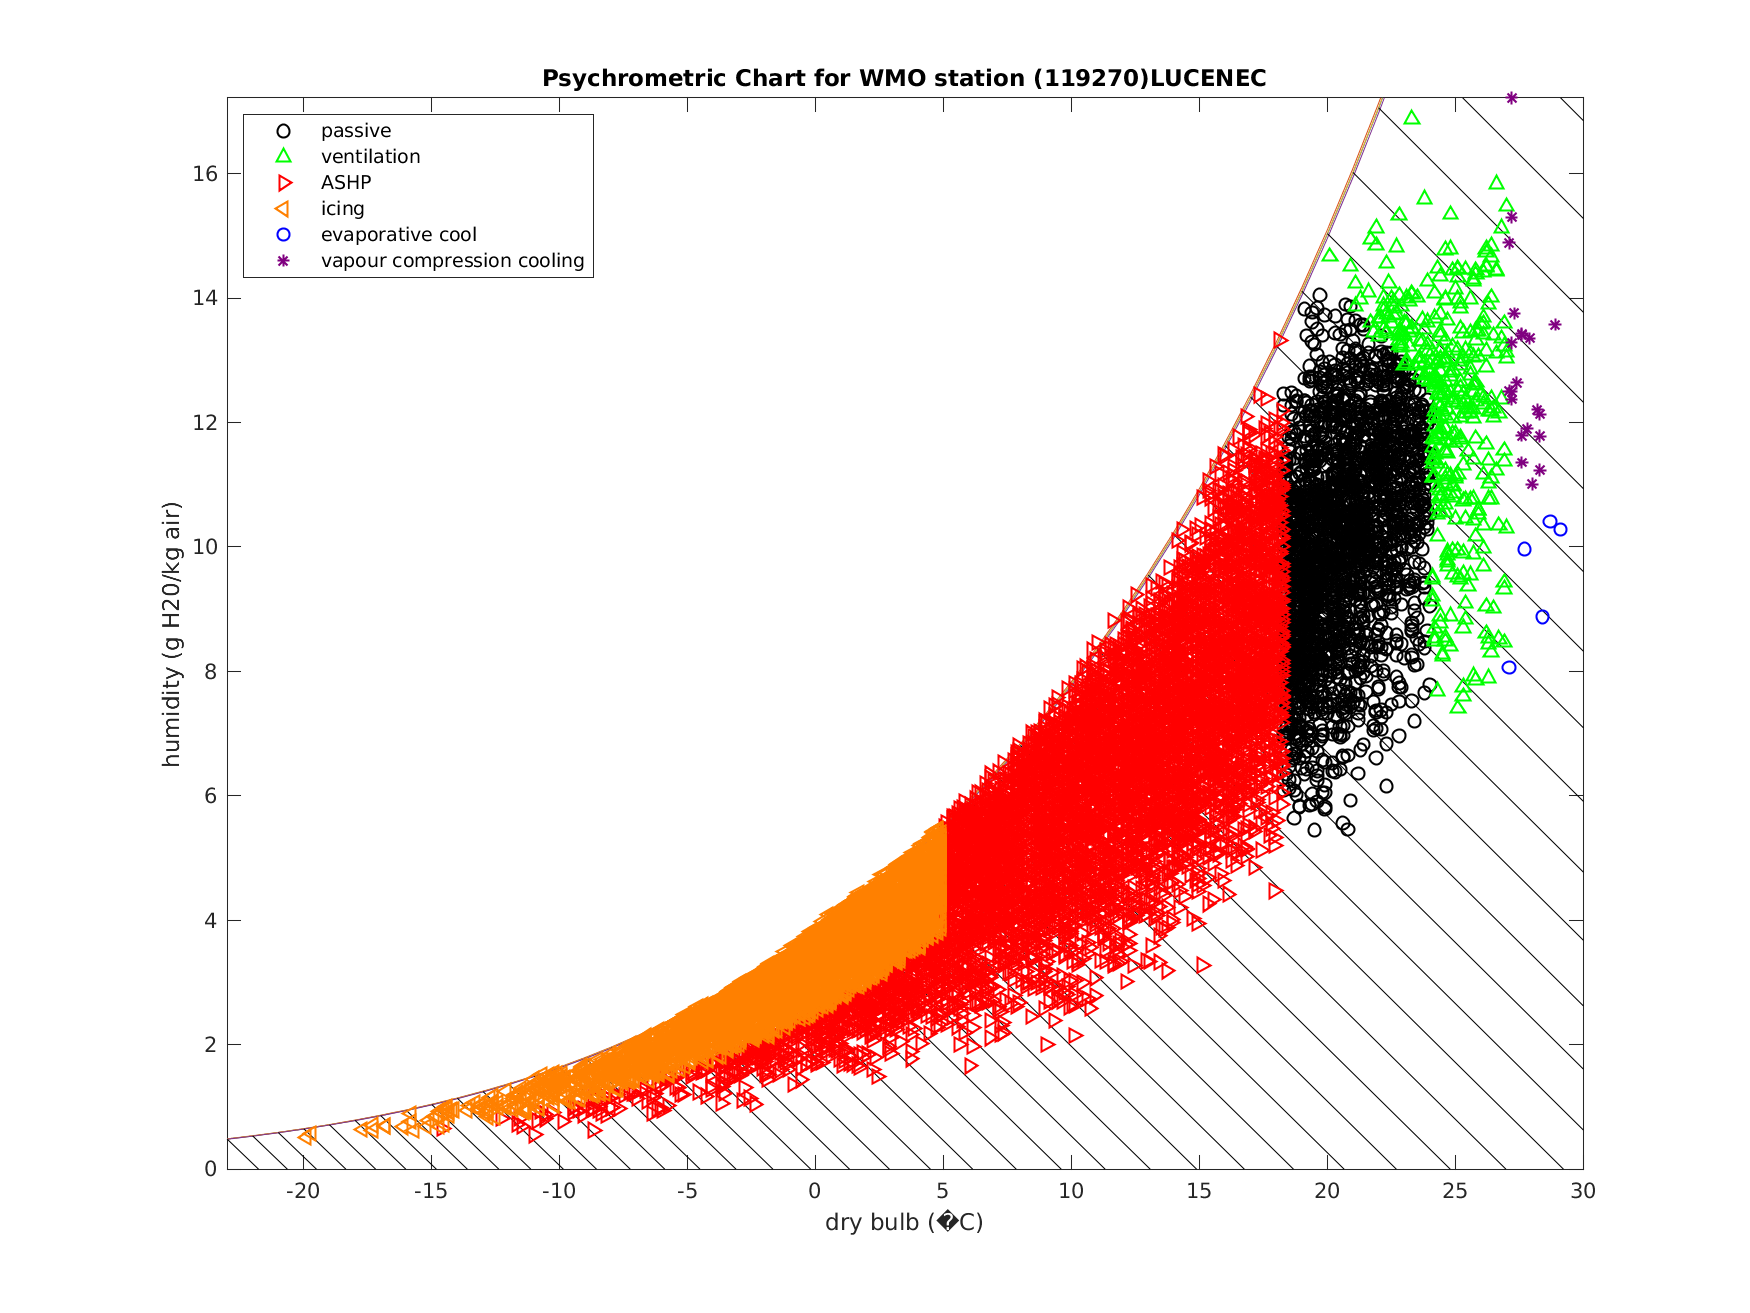 Psychrometric Chart for WMO station (119270)LUCENEC
passive
ventilation
ASHP
icing
evaporative cool
vapour compression cooling
humidity (g H20/kg air)
16
14
12
10
8
6
4
2
0
-20 -15 -10 -5 0 5 10 15 20 25 30
dry bulb (�C)